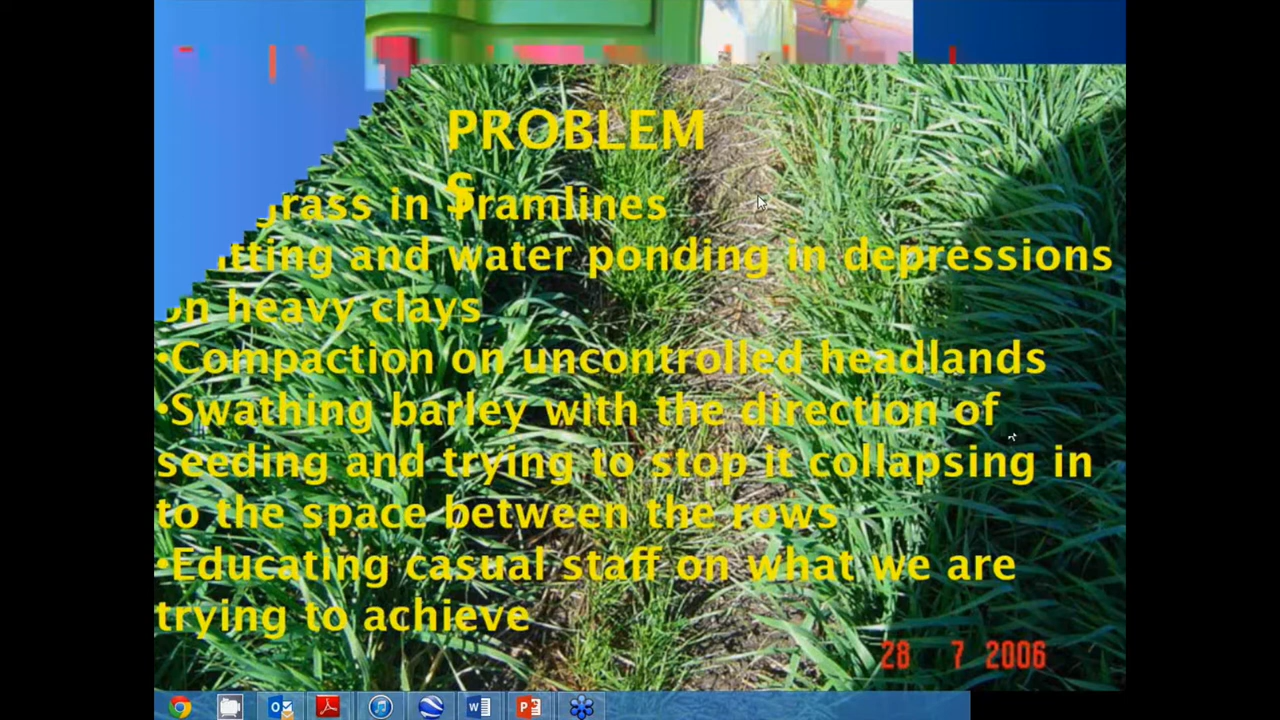 PROBLEM
S
grass in Tramlines
tting and water ponding in depressions
on heavy clays
•Compaction on uncontrolled headlands
•Swathing barley with the direction of
seeding and trying to stop it collapsing in
to the space between the rows
•Educating casual staff on what we are
trying to achieve
28 7 2006